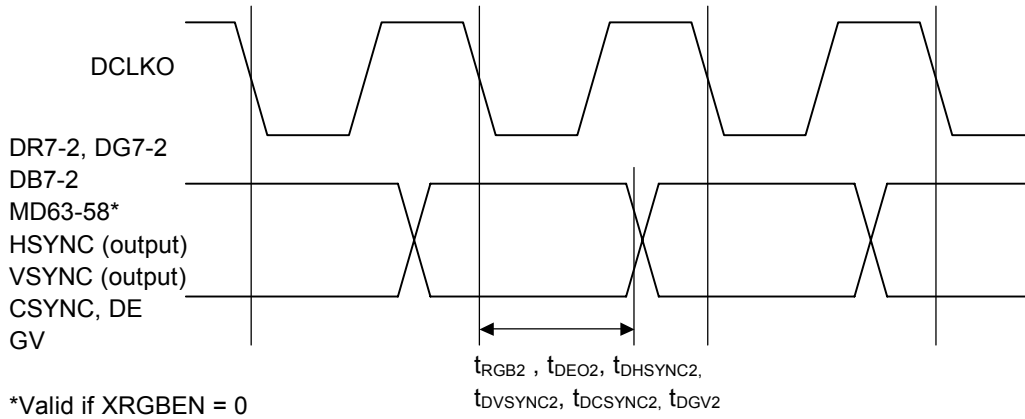 DCLKO
DR7-2, DG7-2
DB7-2
MD63-58*
HSYNC (output)
VSYNC (output)
CSYNC, DE
GV
tRGB2 , tDEO2, tDHSYNC2,
tDVSYNC2, tDCSYNC2, tDGV2
*Valid if XRGBEN = 0